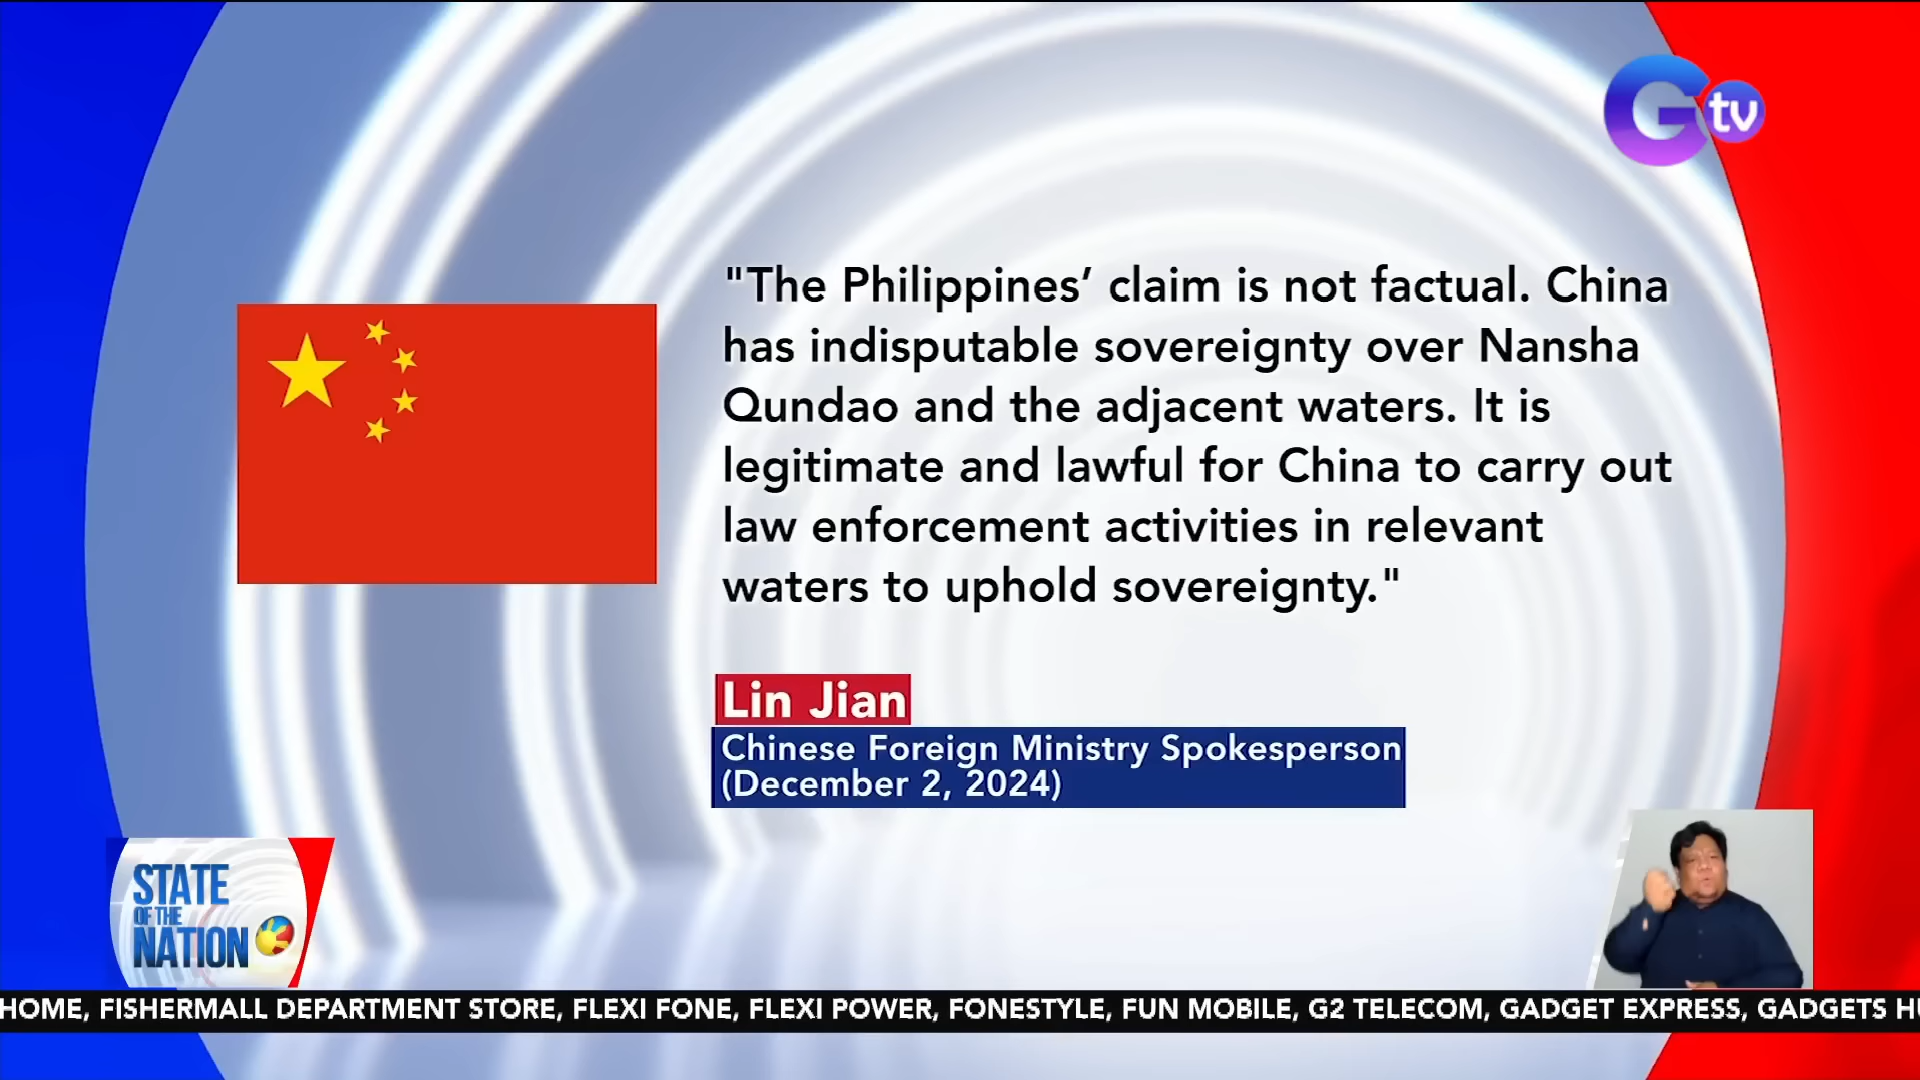 G tv
"The Philippines’ claim is not factual. China
has indisputable sovereignty over Nansha
Qundao and the adjacent waters. It is
legitimate and lawful for China to carry out
law enforcement activities in relevant
waters to uphold sovereignty."
Lin Jian
Chinese Foreign Ministry Spokesperson
(December 2, 2024)
STATE
OF THE
NATION
HOME, FISHERMALL DEPARTMENT STORE, FLEXI FONE, FLEXI POWER, FONESTYLE, FUN MOBILE, G2 TELECOM, GADGET EXPRESS, GADGETS